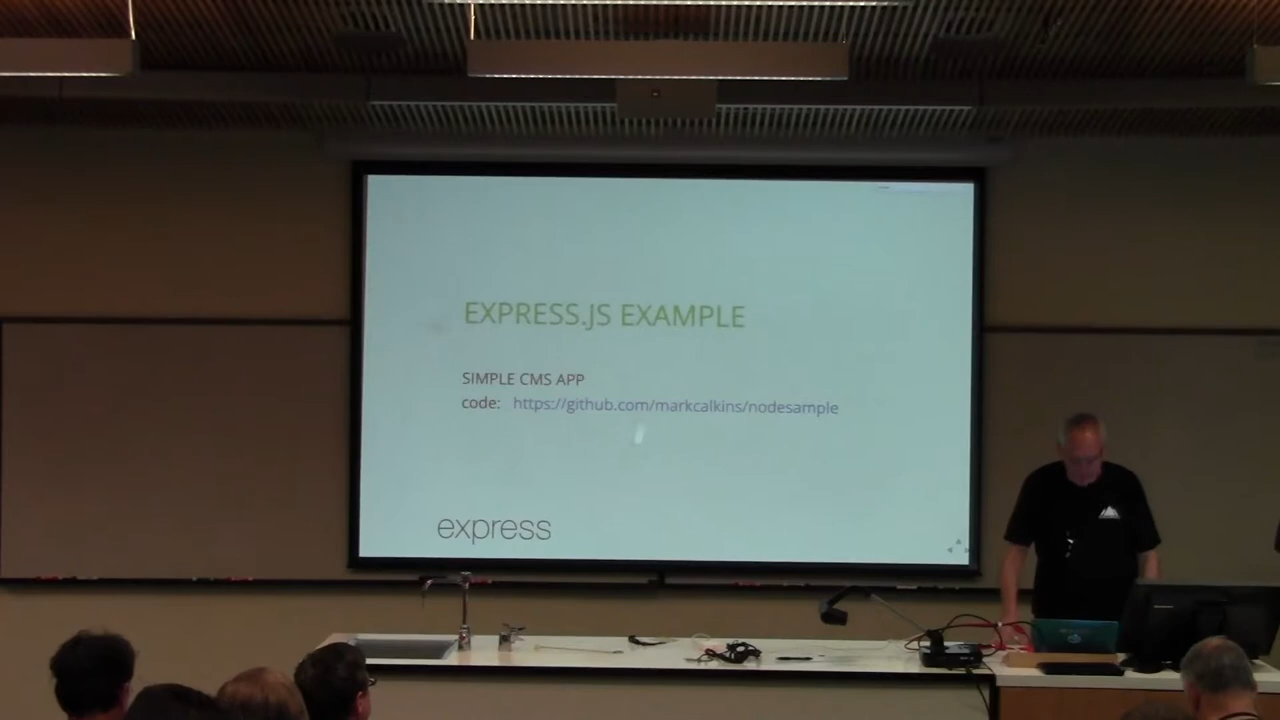 EXPRESS.JS EXAMPLE
SIMPLE CMS APP
code: https://github.com/markcalkins/nodesample
express